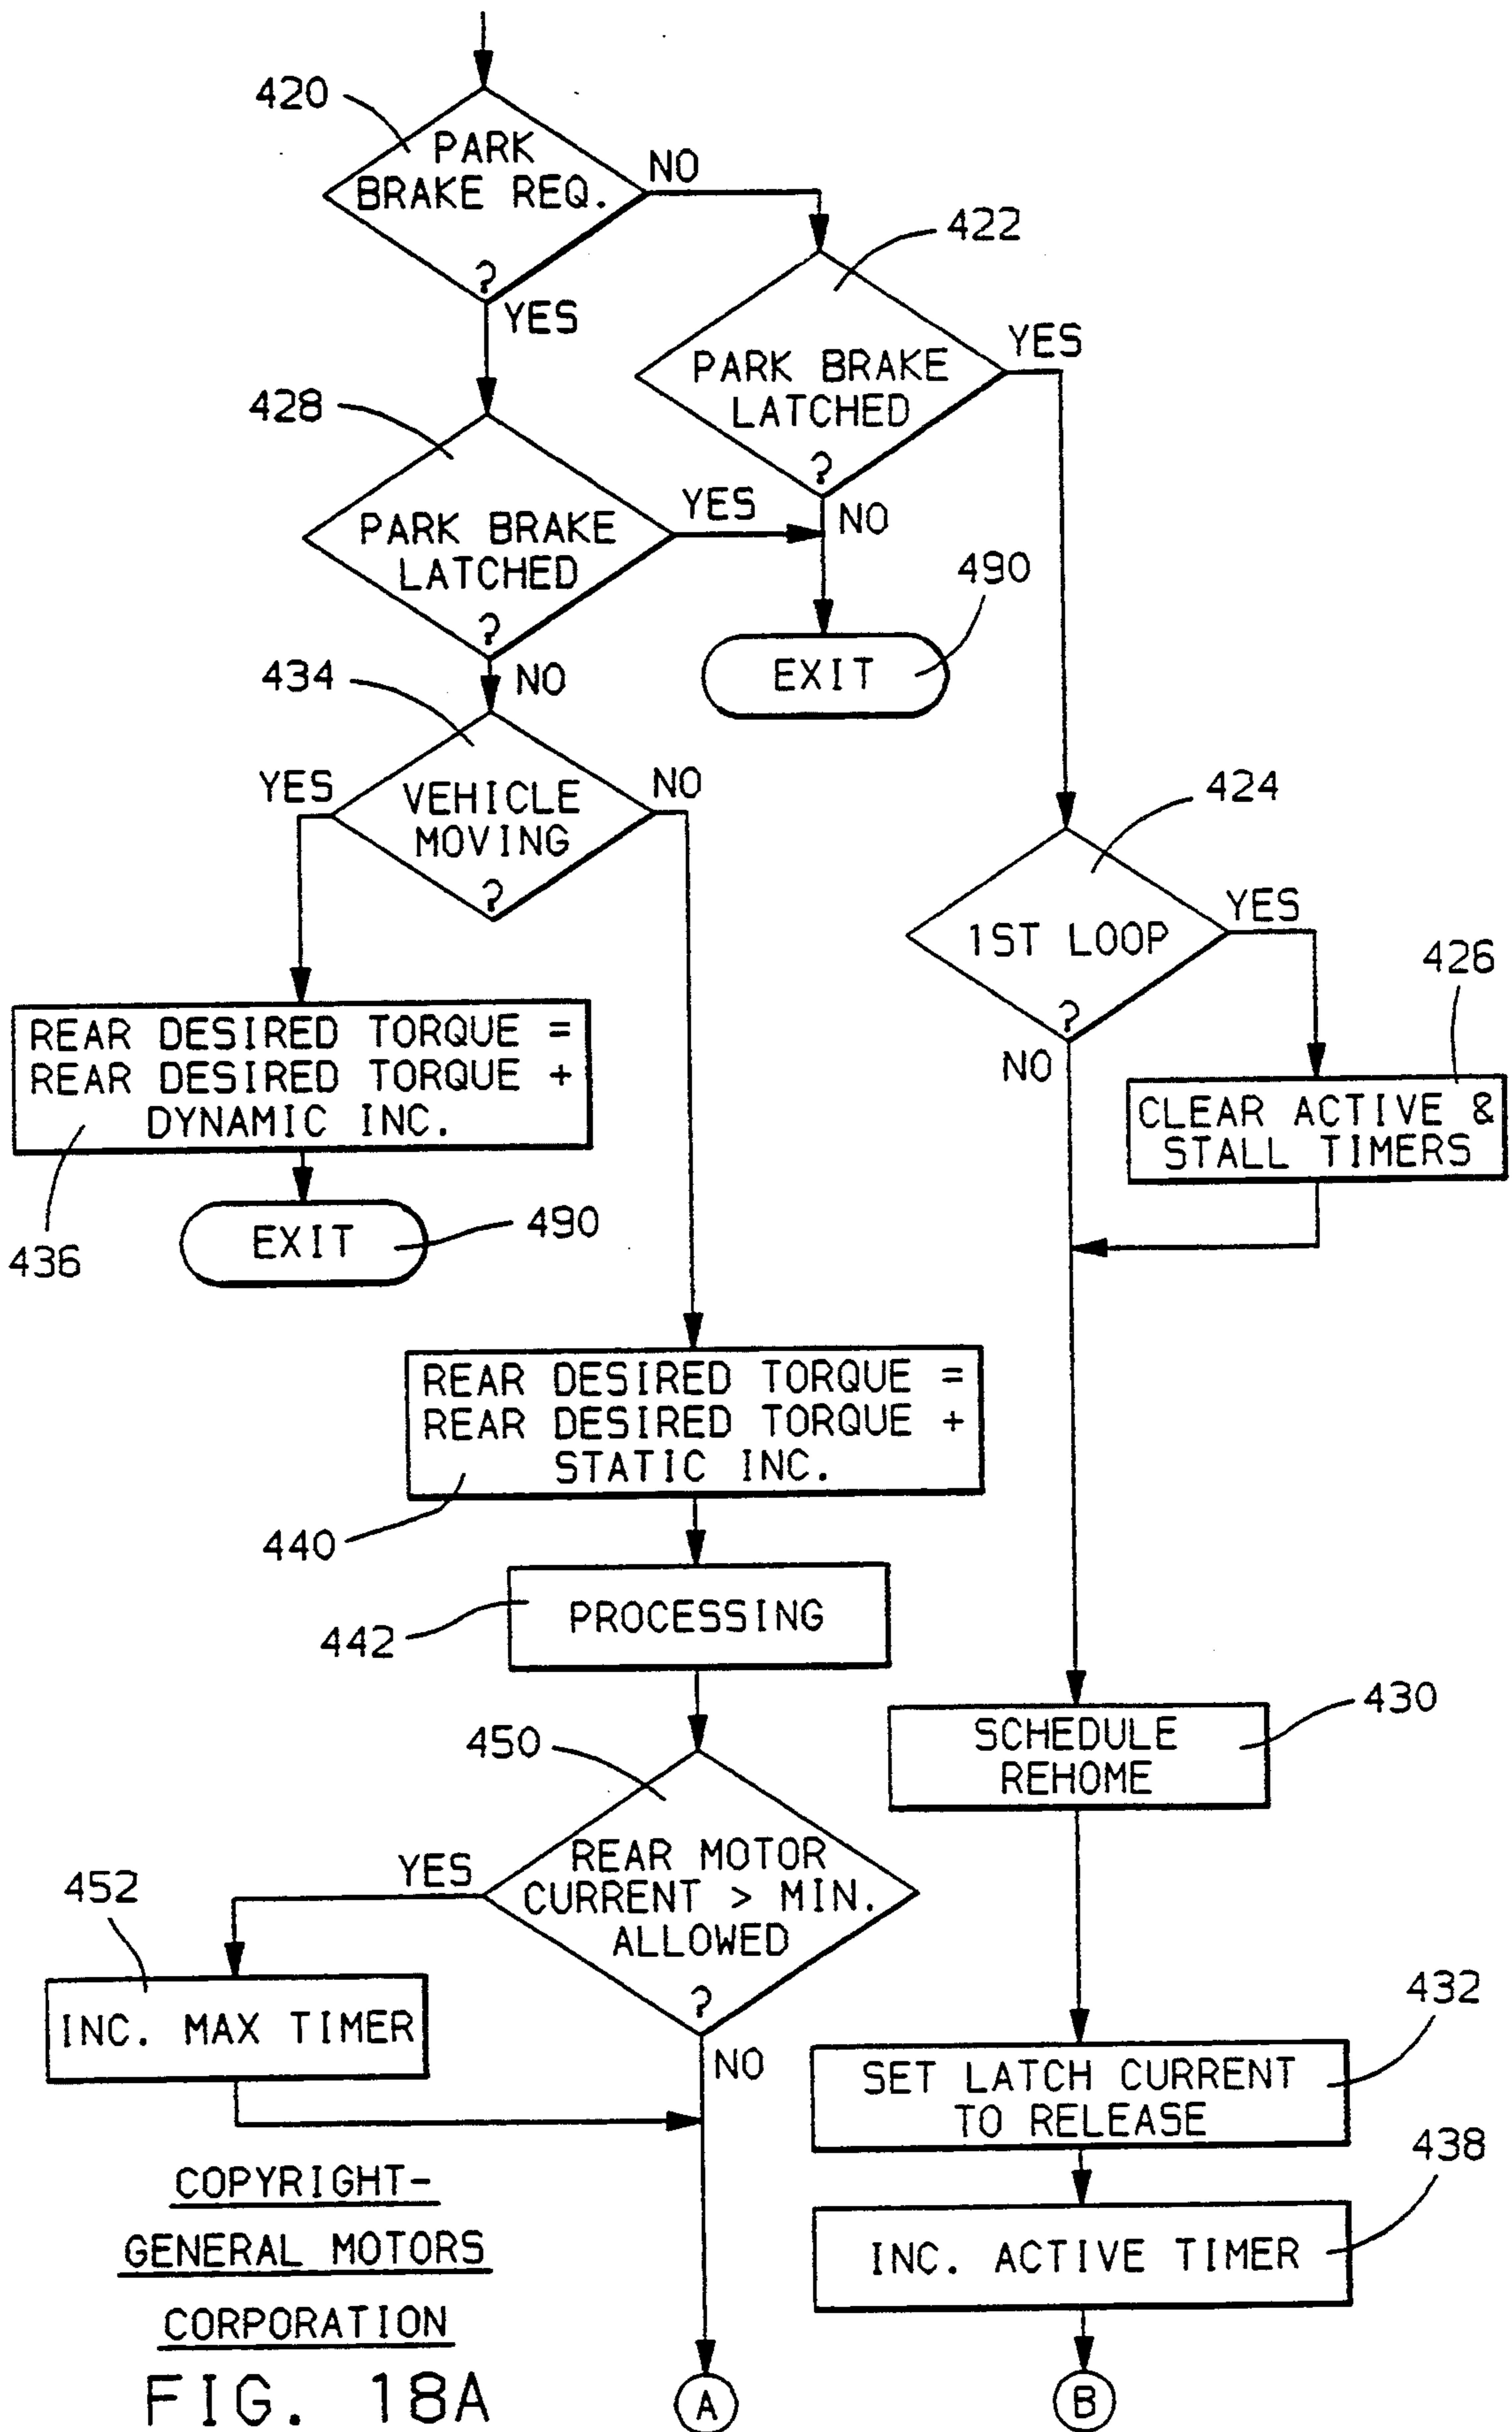 420
PARK
BRAKE REQ.
?
NO
YES
422
PARK BRAKE
LATCHED
?
YES
NO
428
PARK BRAKE
LATCHED
?
YES
NO
490
EXIT
434
YES
VEHICLE
MOVING
?
NO
424
1ST LOOP
?
YES
NO
426
CLEAR ACTIVE &
STALL TIMERS
REAR DESIRED TORQUE =
REAR DESIRED TORQUE +
DYNAMIC INC.
436
EXIT
490
REAR DESIRED TORQUE =
REAR DESIRED TORQUE +
STATIC INC.
440
PROCESSING
442
430
SCHEDULE
REHOME
450
YES
REAR MOTOR
CURRENT > MIN.
ALLOWED
?
NO
452
INC. MAX TIMER
432
SET LATCH CURRENT
TO RELEASE
438
INC. ACTIVE TIMER
COPYRIGHT-
GENERAL MOTORS
CORPORATION
FIG. 18A
A
B